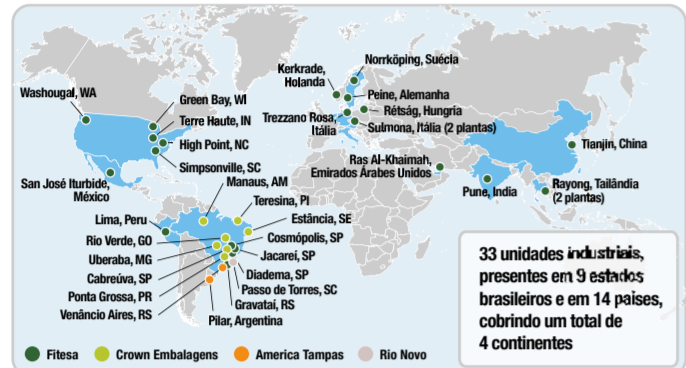 Norrköping, Suécia
Kerkrade,
Holanda
Washougal, WA
Green Bay, WI
Peine, Alemanha
Terre Haute, IN
Trezzano Rosa,
Itália
Rétság, Hungria
Sulmona, Itália (2 plantas)
High Point, NC
Tianjin, China
Simpsonville, SC
Ras Al-Khaimah,
Emirados Árabes Unidos
San José Iturbide,
México
Manaus, AM
Pune, India
Rayong, Tailândia
(2 plantas)
Teresina, PI
Lima, Peru
Estância, SE
Rio Verde, GO
Cosmópolis, SP
Uberaba, MG
Jacareí, SP
Cabreúva, SP
Diadema, SP
Ponta Grossa, PR
Passo de Torres, SC
Venâncio Aires, RS
Gravataí, RS
Pilar, Argentina
33 unidades industriais,
presentes em 9 estados
brasileiros e em 14 países,
cobrindo um total de
4 continentes
Fitesa
Crown Embalagens
America Tampas
Rio Novo